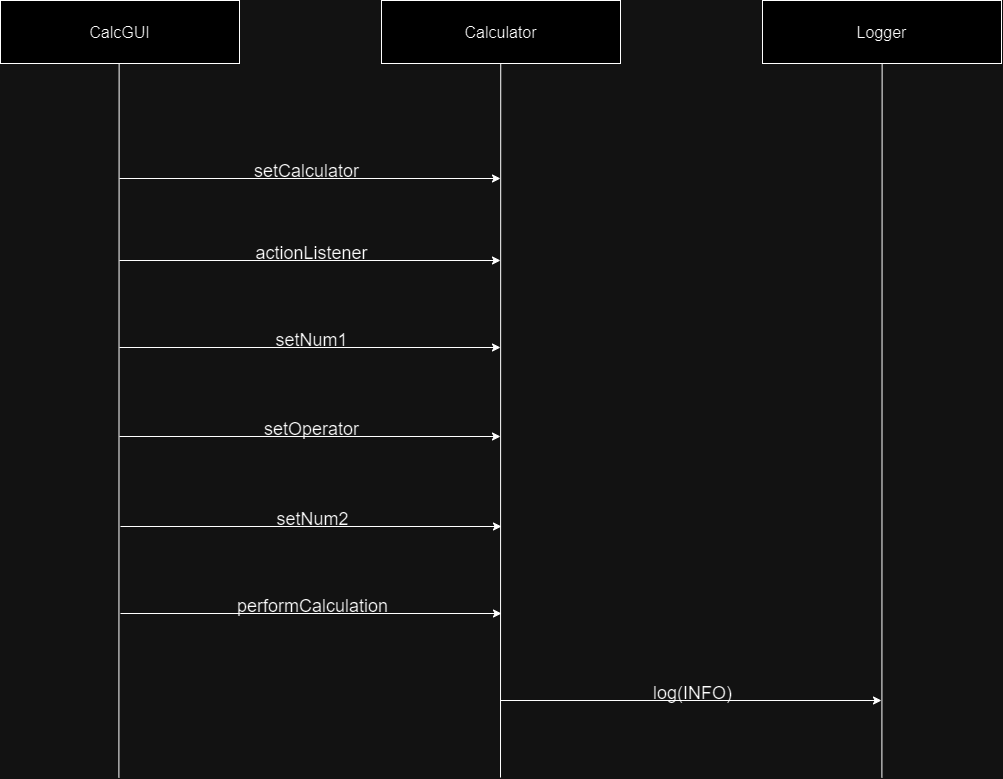 CalcGUI
Calculator
Logger
setCalculator
actionListener
setNum1
setOperator
setNum2
performCalculation
log(INFO)